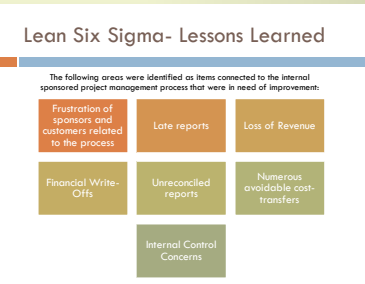 Lean Six Sigma- Lessons Learned
The following areas were identified as items connected to the internal
sponsored project management process that were in need of improvement:
Frustration of
sponsors and
customers related
to the process
Late reports
Loss of Revenue
Financial Write-
Offs
Unreconciled
reports
Numerous
avoidable cost-
transfers
Internal Control
Concerns